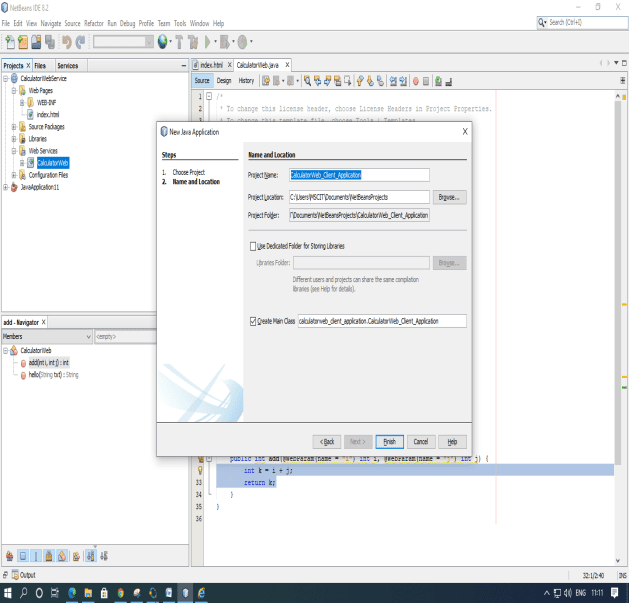 NetBeans IDE 8.2
File Edit View Navigate Source Refactor Run Debug Profile Team Tools Window Help
Search (Ctrl+I)
Projects X Files Services
index.html X CalculatorWeb.java X
Source Design History
CalculatorWebService
Web Pages
WEB-INF
index.html
Source Packages
Libraries
Web Services
CalculatorWeb
Configuration Files
JavaApplication11
1 /*
2 * To change this license header, choose License Headers in Project Properties.
3 * To change this template file, choose Tools | Templates
New Java Application X
Steps
1. Choose Project
2. Name and Location
Name and Location
Project Name: CalculatorWeb_Client_Application
Project Location: C:\Users\MSCIT\Documents\NetBeansProjects Browse...
Project Folder: \Documents\NetBeansProjects\CalculatorWeb_Client_Application
Use Dedicated Folder for Storing Libraries
Libraries Folder: Browse...
Different users and projects can share the same compilation
libraries (see Help for details).
Create Main Class calculatorweb_client_application.CalculatorWeb_Client_Application
< Back Next > Finish Cancel Help
add - Navigator X
Members <empty>
CalculatorWeb
add(int i, int j) : int
hello(String txt) : String
public int add(@WebParam(name = "i") int i, @WebParam(name = "j") int j) {
int k = i + j;
33 return k;
34 }
35 }
36
Output
32:1/2:40 INS
ENG 11:11